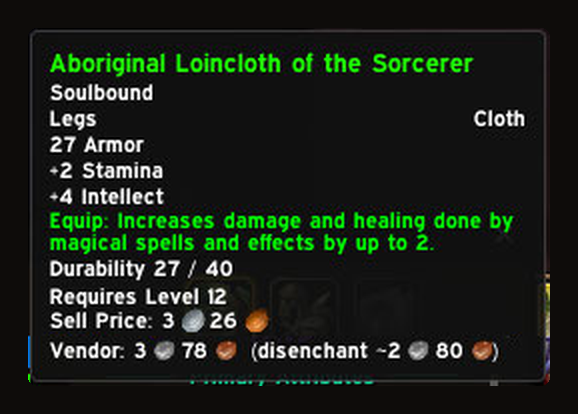 Aboriginal Loincloth of the Sorcerer
Soulbound
Legs Cloth
27 Armor
+2 Stamina
+4 Intellect
Equip: Increases damage and healing done by
magical spells and effects by up to 2.
Durability 27 / 40
Requires Level 12
Sell Price: 3 26
Vendor: 3 78 (disenchant ~2 80 )
Primary Attributes